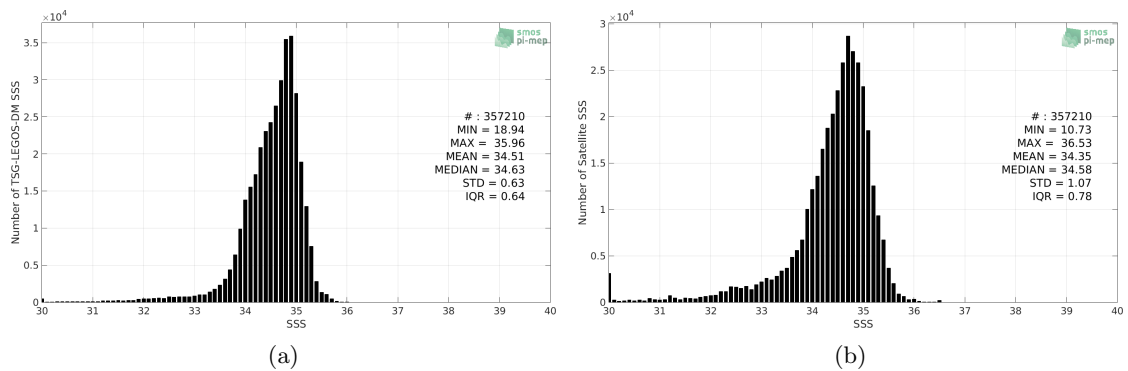 ×10⁴
smos
pi-mep
3.5
3
2.5
2
1.5
1
0.5
0
Number of TSG-LEGOS-DM SSS
# : 357210
MIN = 18.94
MAX = 35.96
MEAN = 34.51
MEDIAN = 34.63
STD = 0.63
IQR = 0.64
30 31 32 33 34 35 36 37 38 39 40
SSS
(a)
×10⁴
smos
pi-mep
3
2.5
2
1.5
1
0.5
0
Number of Satellite SSS
# : 357210
MIN = 10.73
MAX = 36.53
MEAN = 34.35
MEDIAN = 34.58
STD = 1.07
IQR = 0.78
30 31 32 33 34 35 36 37 38 39 40
SSS
(b)